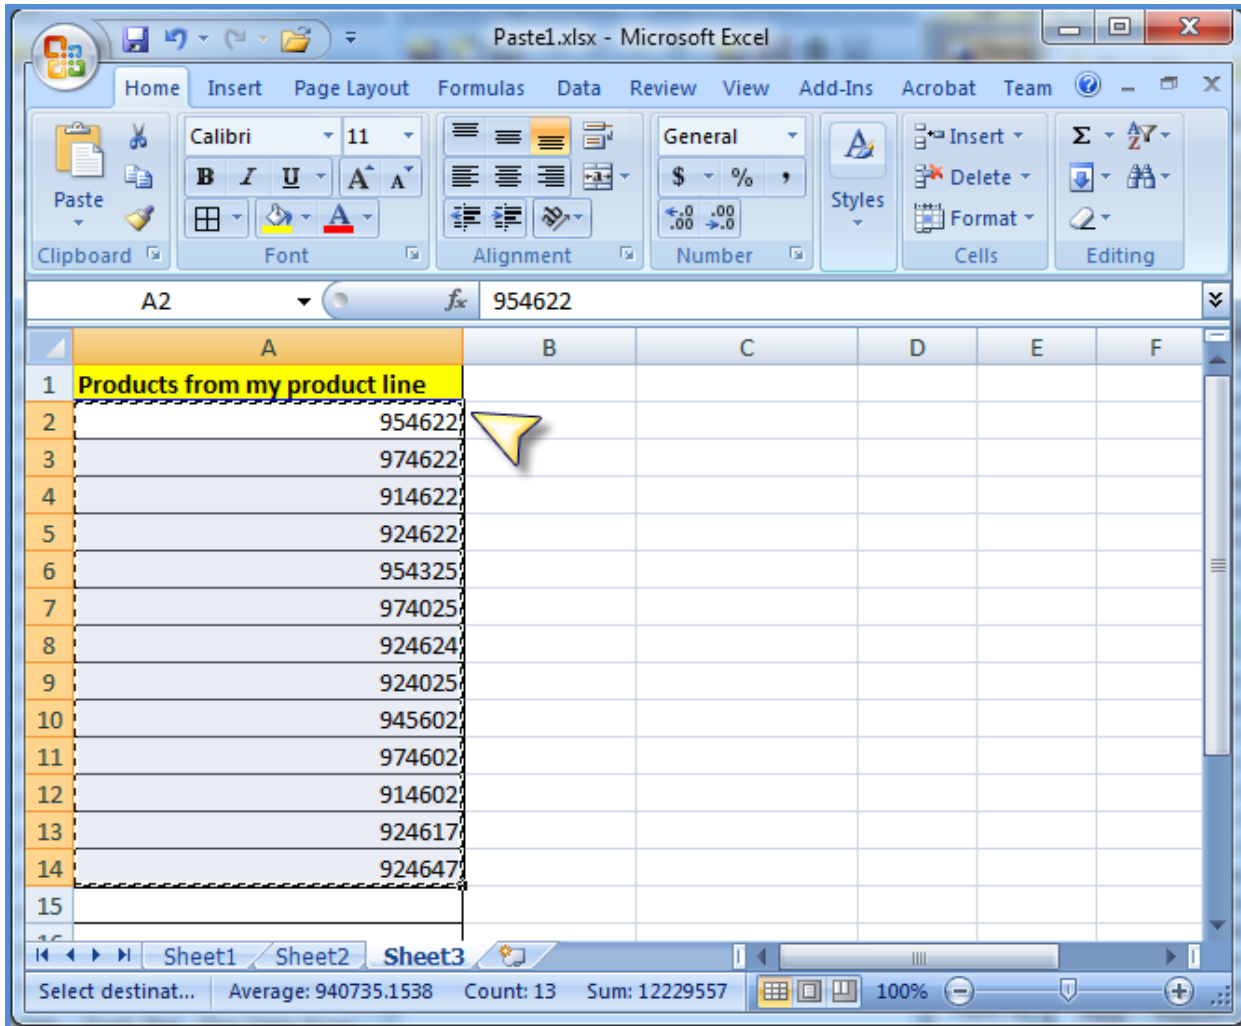 Paste1.xlsx - Microsoft Excel
Home Insert Page Layout Formulas Data Review View Add-Ins Acrobat Team
Calibri 11 General Σ A Z
B I U A A $ % , Insert
Paste Styles Delete
A .0 .00 .00 .0 Format
Clipboard Font Alignment Number Cells Editing
A2 fx 954622
A B C D E F
1 Products from my product line
2 954622
3 974622
4 914622
5 924622
6 954325
7 974025
8 924624
9 924025
10 945602
11 974602
12 914602
13 924617
14 924647
15
Sheet1 Sheet2 Sheet3
Select destinat... Average: 940735.1538 Count: 13 Sum: 12229557 100%